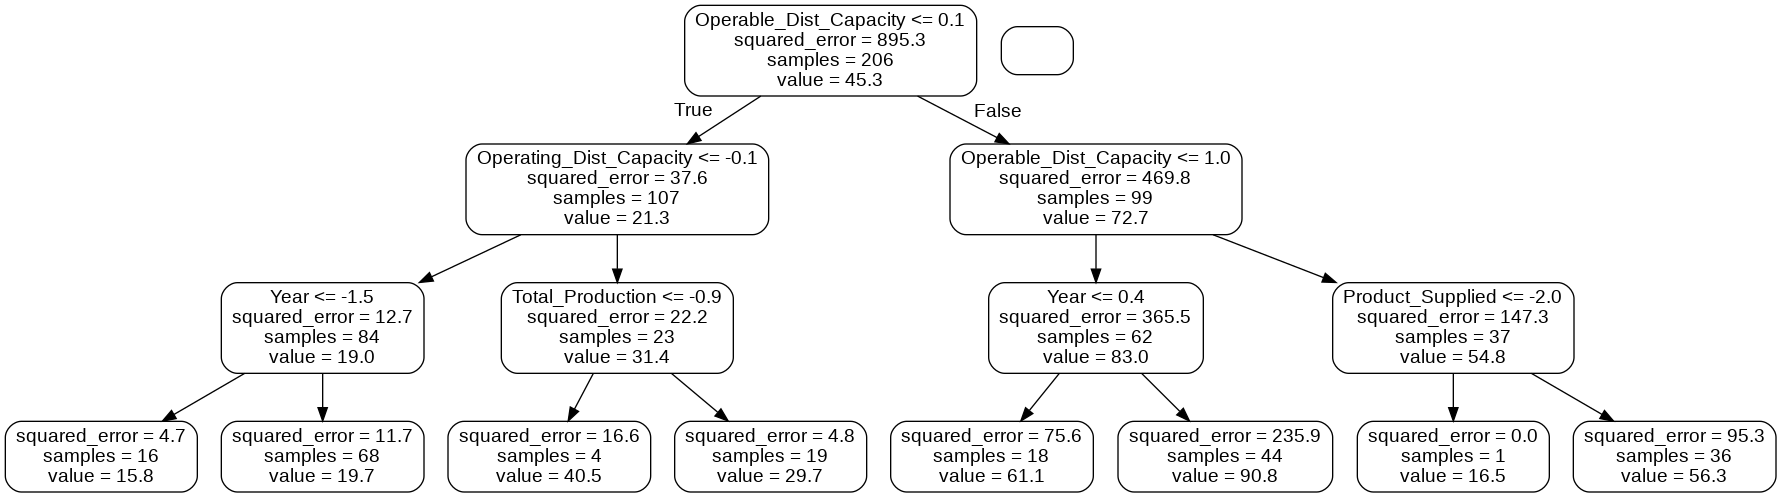 Operable_Dist_Capacity <= 0.1
squared_error = 895.3
samples = 206
value = 45.3
True
False
Operating_Dist_Capacity <= -0.1
squared_error = 37.6
samples = 107
value = 21.3
Operable_Dist_Capacity <= 1.0
squared_error = 469.8
samples = 99
value = 72.7
Year <= -1.5
squared_error = 12.7
samples = 84
value = 19.0
Total_Production <= -0.9
squared_error = 22.2
samples = 23
value = 31.4
Year <= 0.4
squared_error = 365.5
samples = 62
value = 83.0
Product_Supplied <= -2.0
squared_error = 147.3
samples = 37
value = 54.8
squared_error = 4.7
samples = 16
value = 15.8
squared_error = 11.7
samples = 68
value = 19.7
squared_error = 16.6
samples = 4
value = 40.5
squared_error = 4.8
samples = 19
value = 29.7
squared_error = 75.6
samples = 18
value = 61.1
squared_error = 235.9
samples = 44
value = 90.8
squared_error = 0.0
samples = 1
value = 16.5
squared_error = 95.3
samples = 36
value = 56.3